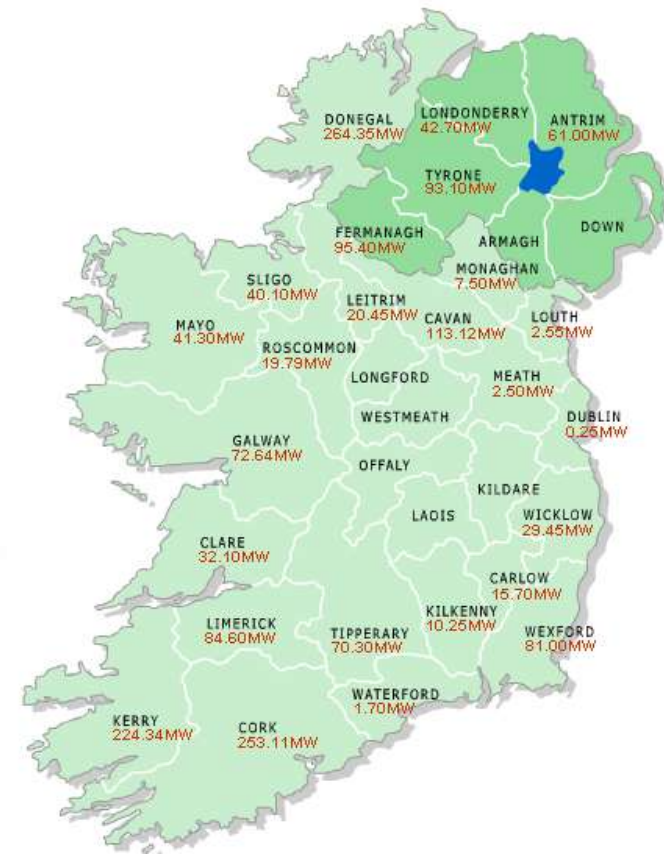 DONEGAL
264.35MW
LONDONDERRY
42.70MW
ANTRIM
61.00MW
TYRONE
93.10MW
FERMANAGH
95.40MW
ARMAGH
DOWN
MONAGHAN
7.50MW
SLIGO
40.10MW
LEITRIM
20.45MW
CAVAN
113.12MW
LOUTH
2.55MW
MAYO
41.30MW
ROSCOMMON
19.79MW
LONGFORD
MEATH
2.50MW
WESTMEATH
DUBLIN
0.25MW
GALWAY
72.64MW
OFFALY
KILDARE
LAOIS
WICKLOW
29.45MW
CLARE
32.10MW
CARLOW
15.70MW
LIMERICK
84.60MW
TIPPERARY
70.30MW
KILKENNY
10.25MW
WEXFORD
81.00MW
WATERFORD
1.70MW
KERRY
224.34MW
CORK
253.11MW